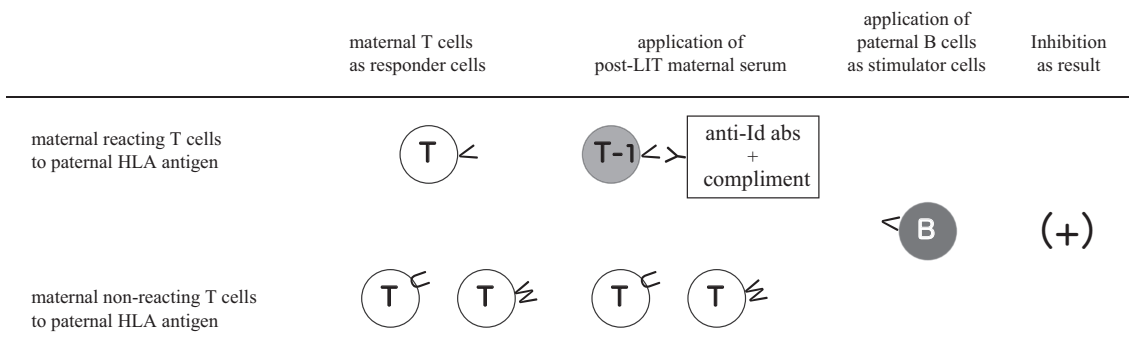 maternal T cells
as responder cells
application of
post-LIT maternal serum
application of
paternal B cells
as stimulator cells
Inhibition
as result
maternal reacting T cells
to paternal HLA antigen
T
T-1
anti-Id abs
+
compliment
B
(+)
maternal non-reacting T cells
to paternal HLA antigen
T
T
T
T